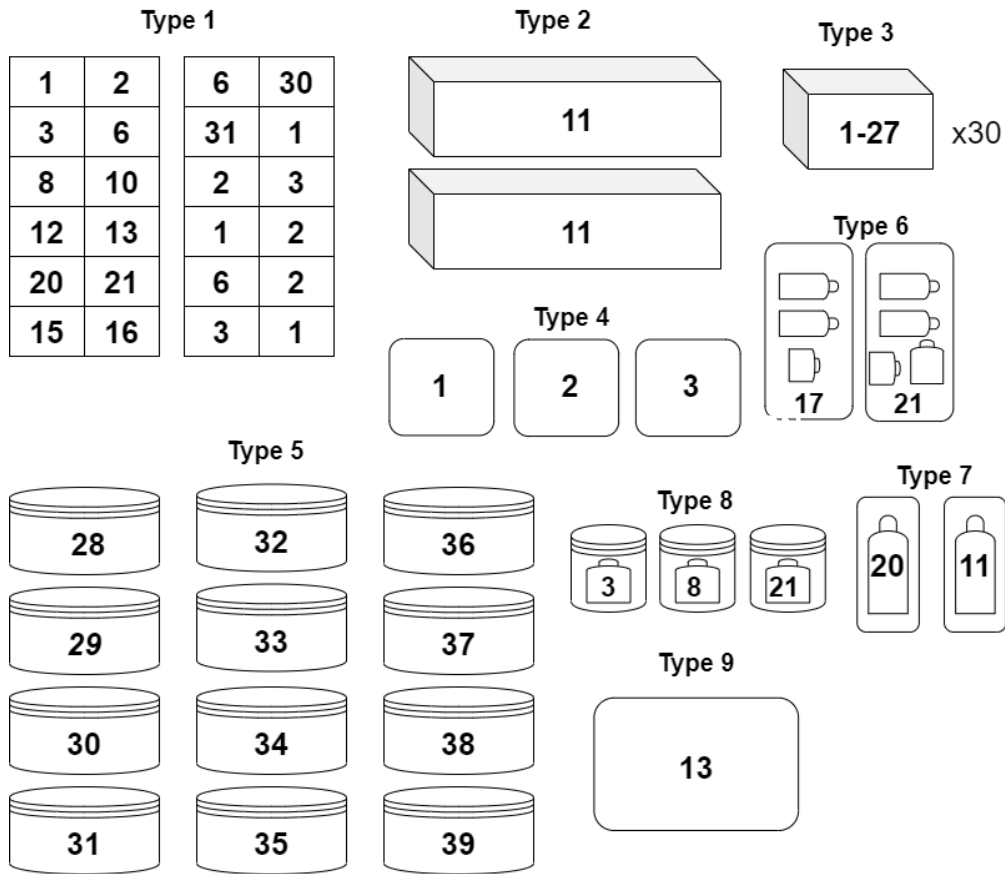 Type 1
1 2 6 30
3 6 31 1
8 10 2 3
12 13 1 2
20 21 6 2
15 16 3 1
Type 2
11
11
Type 3
1-27 x30
Type 4
1 2 3
Type 6
17 21
Type 5
28 32 36
29 33 37
30 34 38
31 35 39
Type 8
3 8 21
Type 7
20 11
Type 9
13